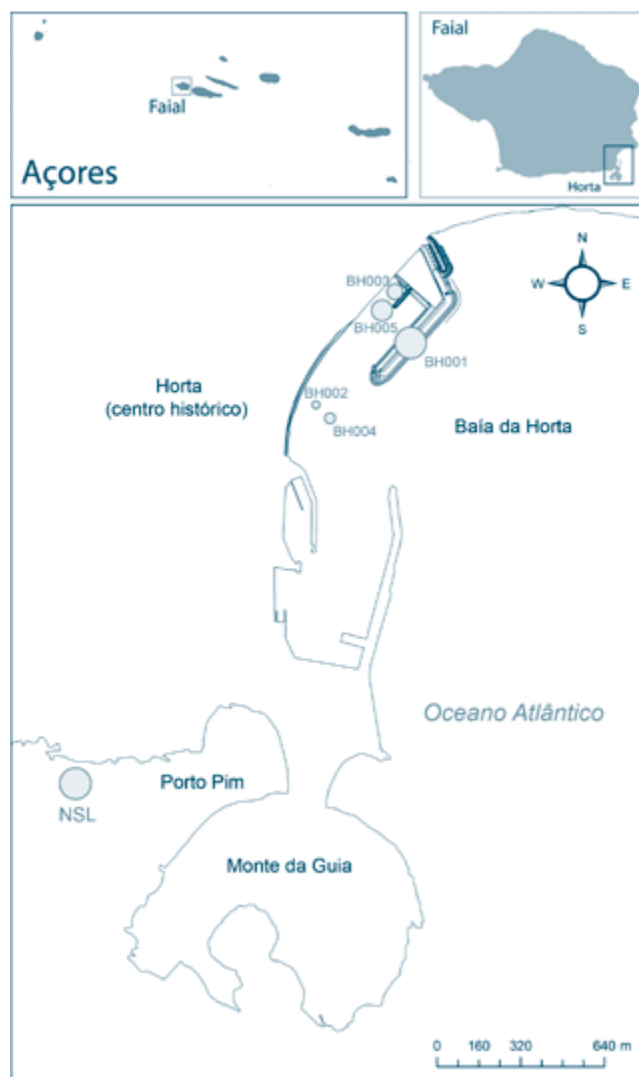 Faial
Açores
Faial
Horta
BH003
BH005
BH001
N
W
E
S
Horta
(centro histórico)
BH002
BH004
Baía da Horta
Oceano Atlântico
Porto Pim
NSL
Monte da Guia
0 160 320 640 m